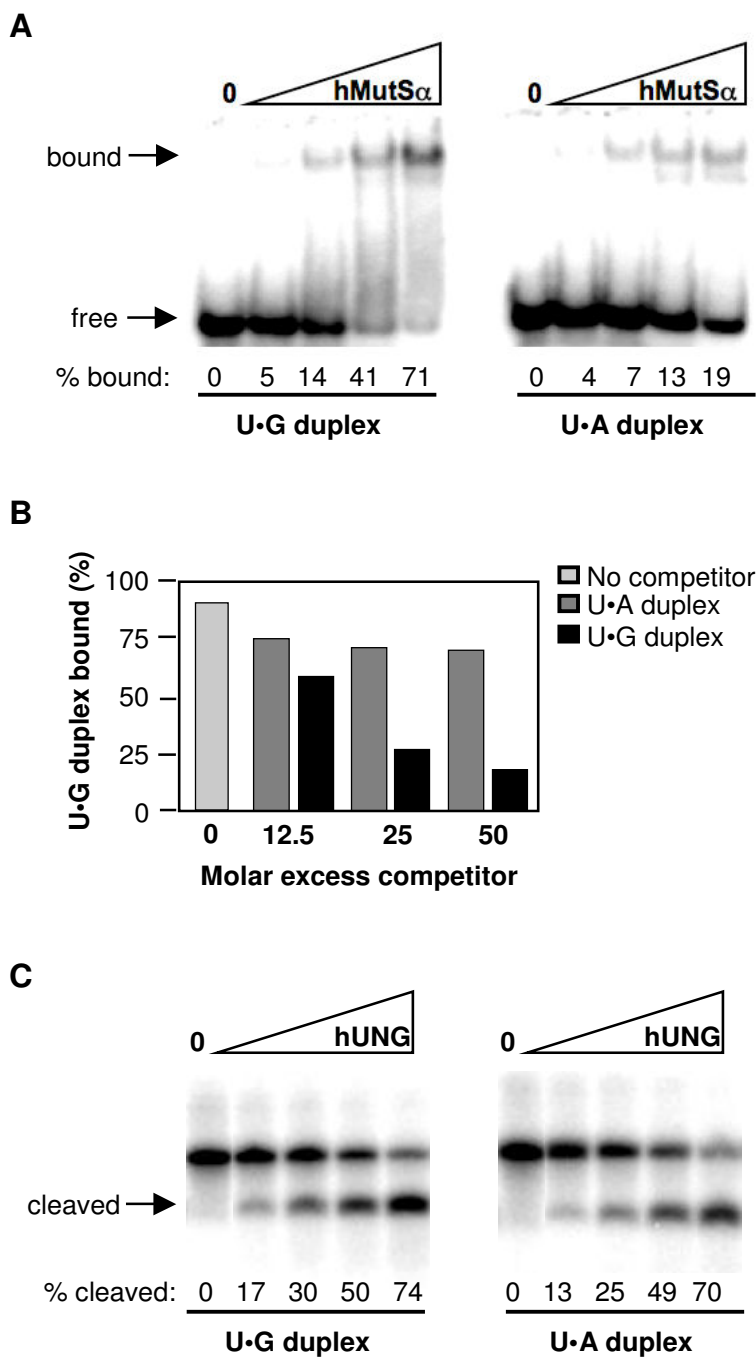 A
0 hMutSα 0 hMutSα
bound
free
% bound: 0 5 14 41 71 0 4 7 13 19
U•G duplex U•A duplex
B
U•G duplex bound (%)
100
75
50
25
0
No competitor
U•A duplex
U•G duplex
0 12.5 25 50
Molar excess competitor
C
0 hUNG 0 hUNG
cleaved
% cleaved: 0 17 30 50 74 0 13 25 49 70
U•G duplex U•A duplex